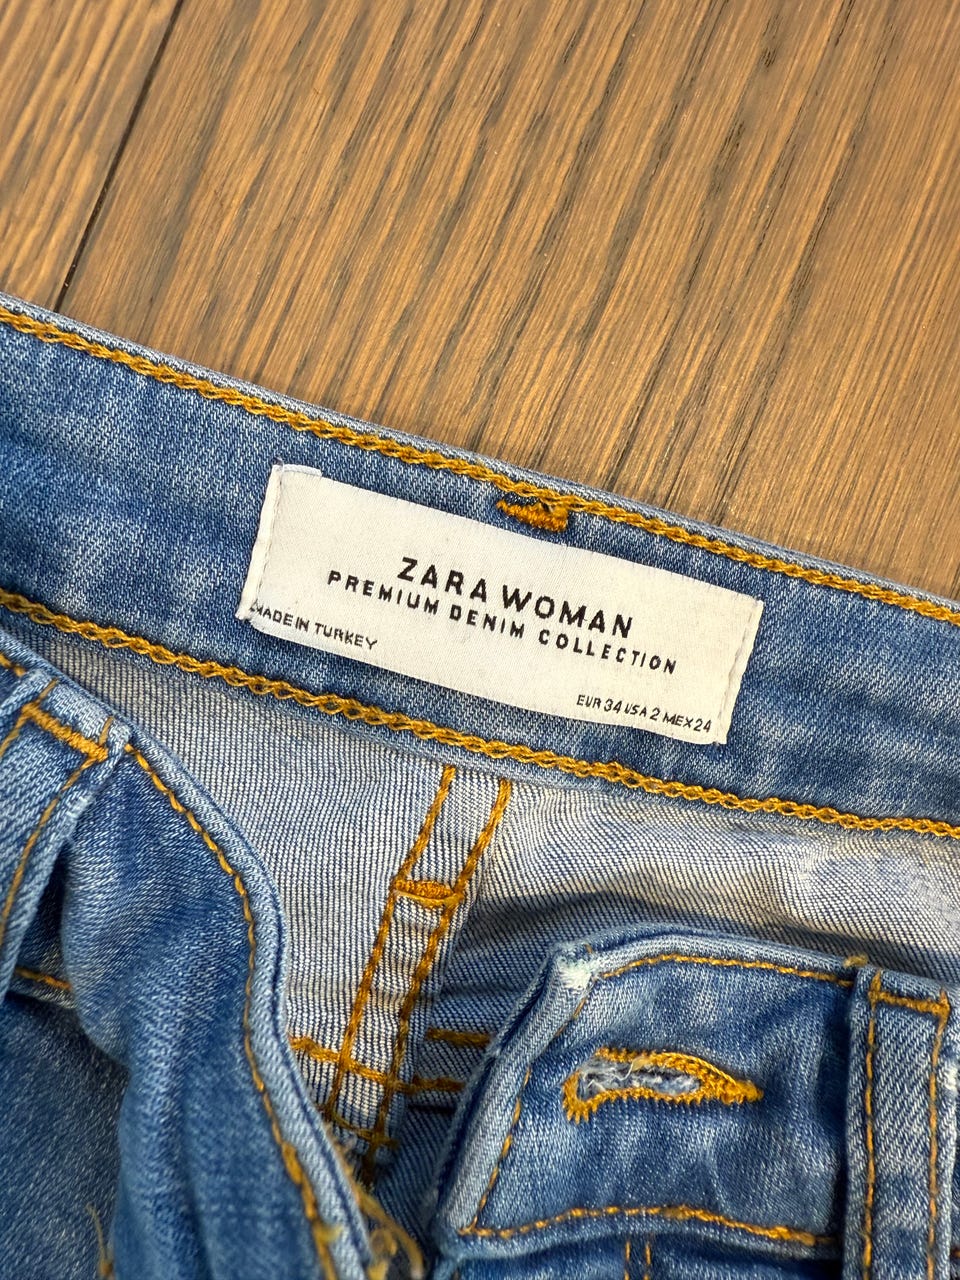 ZARA WOMAN
PREMIUM DENIM COLLECTION
MADE IN TURKEY
EUR 34 USA 2 MEX 24